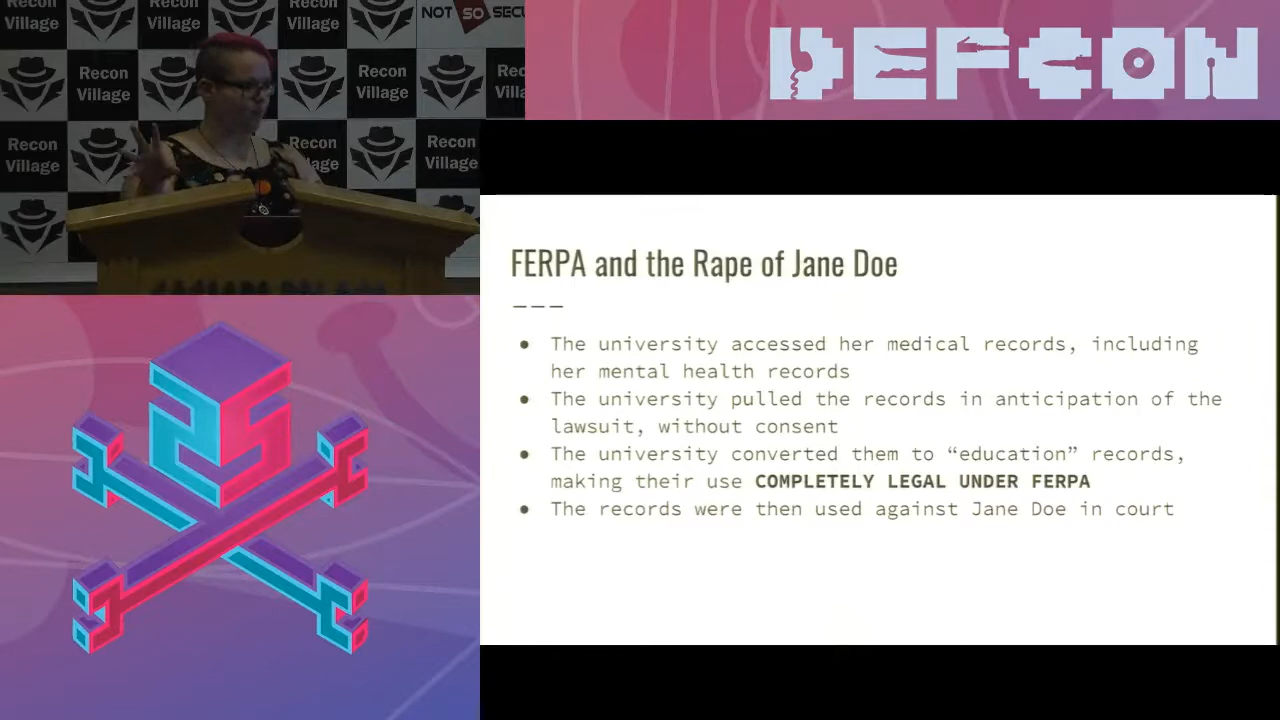 Recon
Recon
Recon
Village
Village
Village
NOT SO SECU
DEFCON
Recon
Village
Recon
Village
Rec
Villa
Recon
Village
Recon
Village
Recon
Village
FERPA and the Rape of Jane Doe
---
● The university accessed her medical records, including
her mental health records
● The university pulled the records in anticipation of the
lawsuit, without consent
● The university converted them to “education” records,
making their use COMPLETELY LEGAL UNDER FERPA
● The records were then used against Jane Doe in court
25